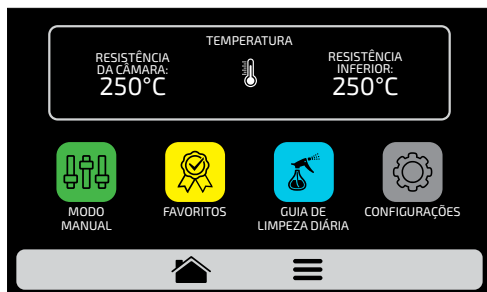 TEMPERATURA
RESISTÊNCIA
DA CÂMARA:
250°C
RESISTÊNCIA
INFERIOR:
250°C
MODO
MANUAL
FAVORITOS
GUIA DE
LIMPEZA DIÁRIA
CONFIGURAÇÕES